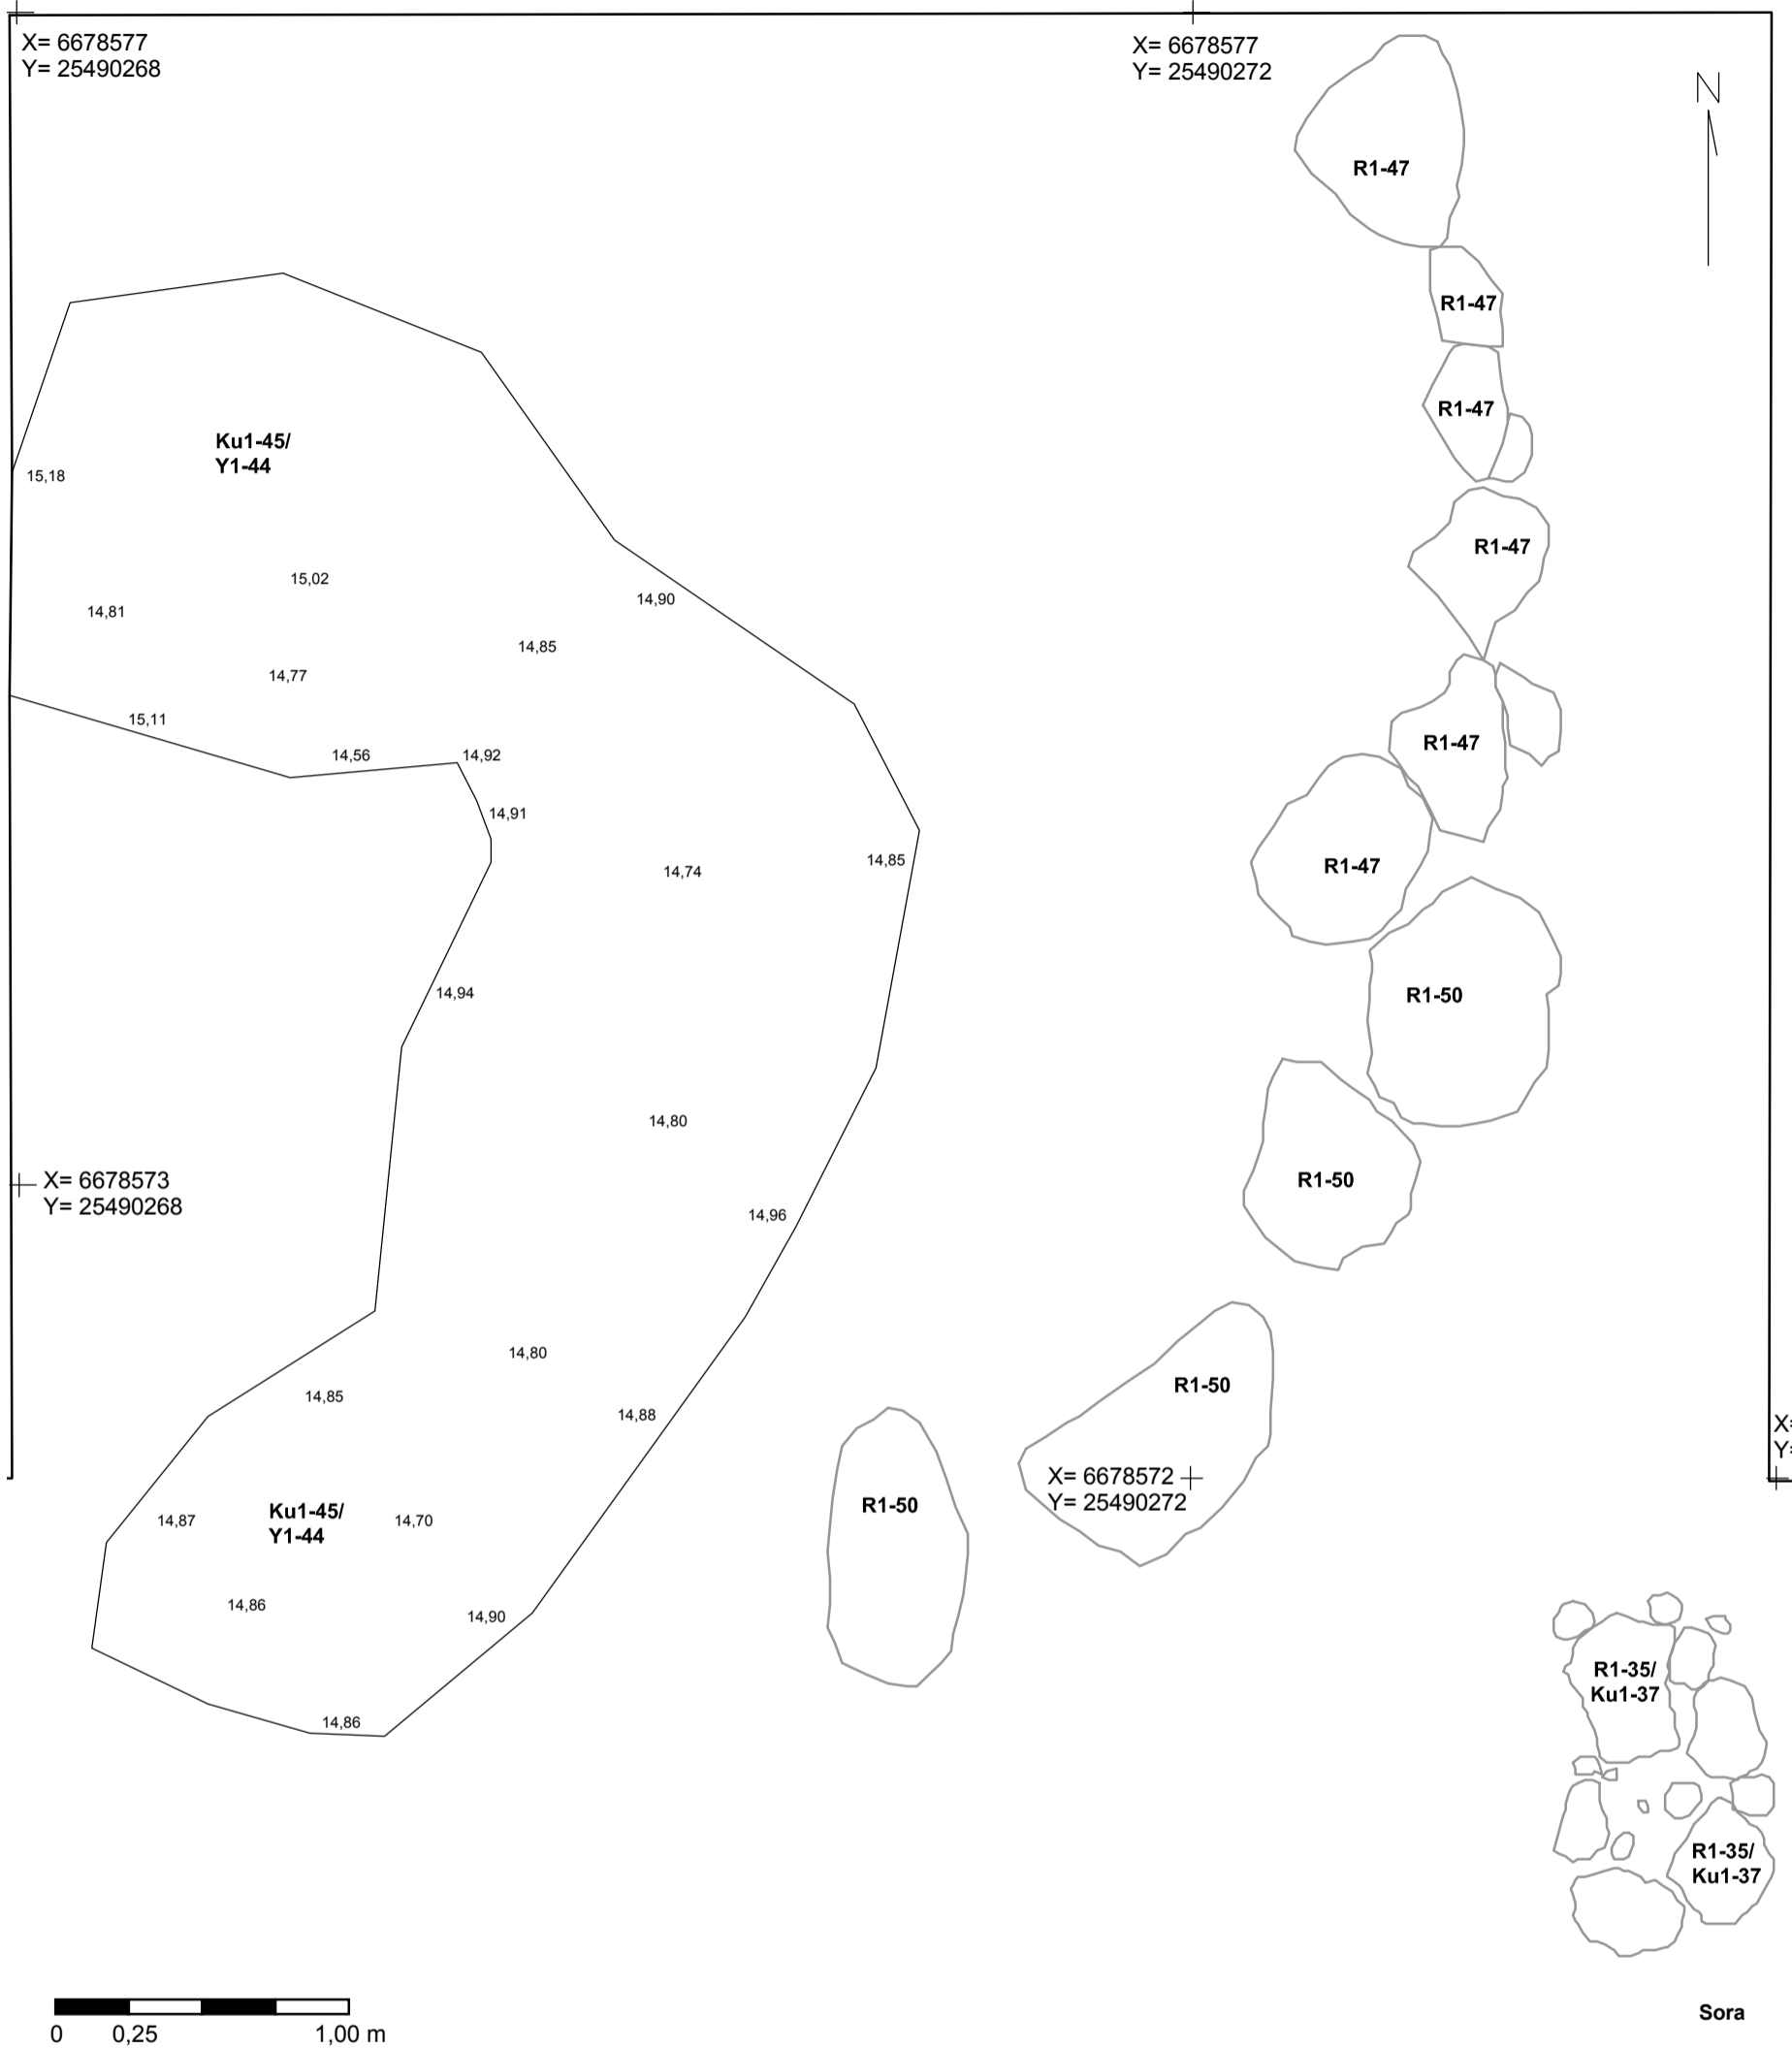 X= 6678577
Y= 25490268
X= 6678577
Y= 25490272
N
R1-47
R1-47
R1-47
Ku1-45/
Y1-44
15,18
R1-47
15,02
14,90
14,81
14,85
14,77
15,11
R1-47
14,56
14,92
14,91
14,85
R1-47
14,74
14,94
R1-50
14,80
X= 6678573
Y= 25490268
R1-50
14,96
14,80
R1-50
14,85
14,88
X=
Y=
X= 6678572
Y= 25490272
R1-50
Ku1-45/
Y1-44
14,87
14,70
14,86
14,90
R1-35/
Ku1-37
14,86
R1-35/
Ku1-37
Sora
0 0,25 1,00 m